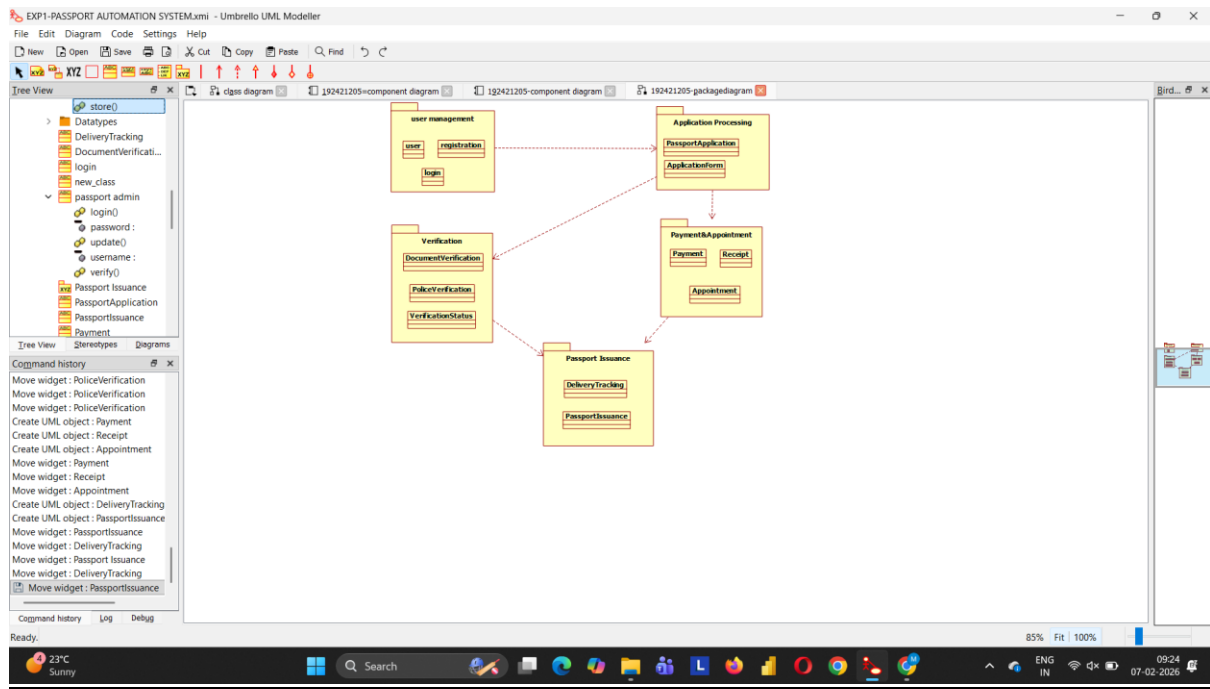 EXP1-PASSPORT AUTOMATION SYSTEM.xmi - Umbrello UML Modeller
File Edit Diagram Code Settings Help
New Open Save Cut Copy Paste Find
XYZ
Tree View
class diagram 192421205=component diagram 192421205-component diagram 192421205-packagediagram
Bird...
store()
Datatypes
DeliveryTracking
DocumentVerificati...
login
new_class
passport admin
login()
password :
update()
username :
verify()
Passport Issuance
PassportApplication
PassportIssuance
Payment
Tree View Stereotypes Diagrams
Command history
Move widget : PoliceVerification
Move widget : PoliceVerification
Move widget : PoliceVerification
Create UML object : Payment
Create UML object : Receipt
Create UML object : Appointment
Move widget : Payment
Move widget : Receipt
Move widget : Appointment
Create UML object : DeliveryTracking
Create UML object : PassportIssuance
Move widget : PassportIssuance
Move widget : DeliveryTracking
Move widget : Passport Issuance
Move widget : DeliveryTracking
Move widget : PassportIssuance
Command history Log Debug
user management
user registration
login
Application Processing
PassportApplication
ApplicationForm
Verification
DocumentVerification
PoliceVerification
VerificationStatus
Payment&Appointment
Payment Receipt
Appointment
Passport Issuance
DeliveryTracking
PassportIssuance
Ready.
85% Fit 100%
4
23°C
Sunny
Search
L
ENG
IN
09:24
07-02-2026